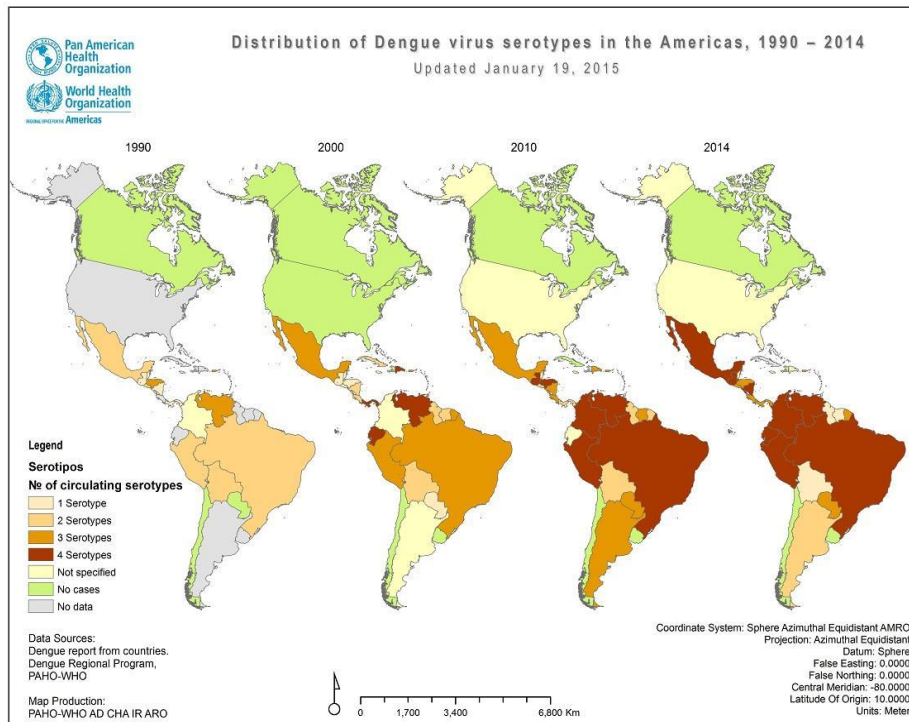 Pan American
Health
Organization
World Health
Organization
REGIONAL OFFICE FOR THE Americas
Distribution of Dengue virus serotypes in the Americas, 1990 – 2014
Updated January 19, 2015
1990
2000
2010
2014
Legend
Serotipos
№ of circulating serotypes
1 Serotype
2 Serotypes
3 Serotypes
4 Serotypes
Not specified
No cases
No data
Data Sources:
Dengue report from countries.
Dengue Regional Program,
PAHO-WHO
Map Production:
PAHO-WHO AD CHA IR ARO
0 1,700 3,400 6,800 Km
Coordinate System: Sphere Azimuthal Equidistant AMRO
Projection: Azimuthal Equidistant
Datum: Sphere
False Easting: 0.0000
False Northing: 0.0000
Central Meridian: -80.0000
Latitude Of Origin: 10.0000
Units: Meter